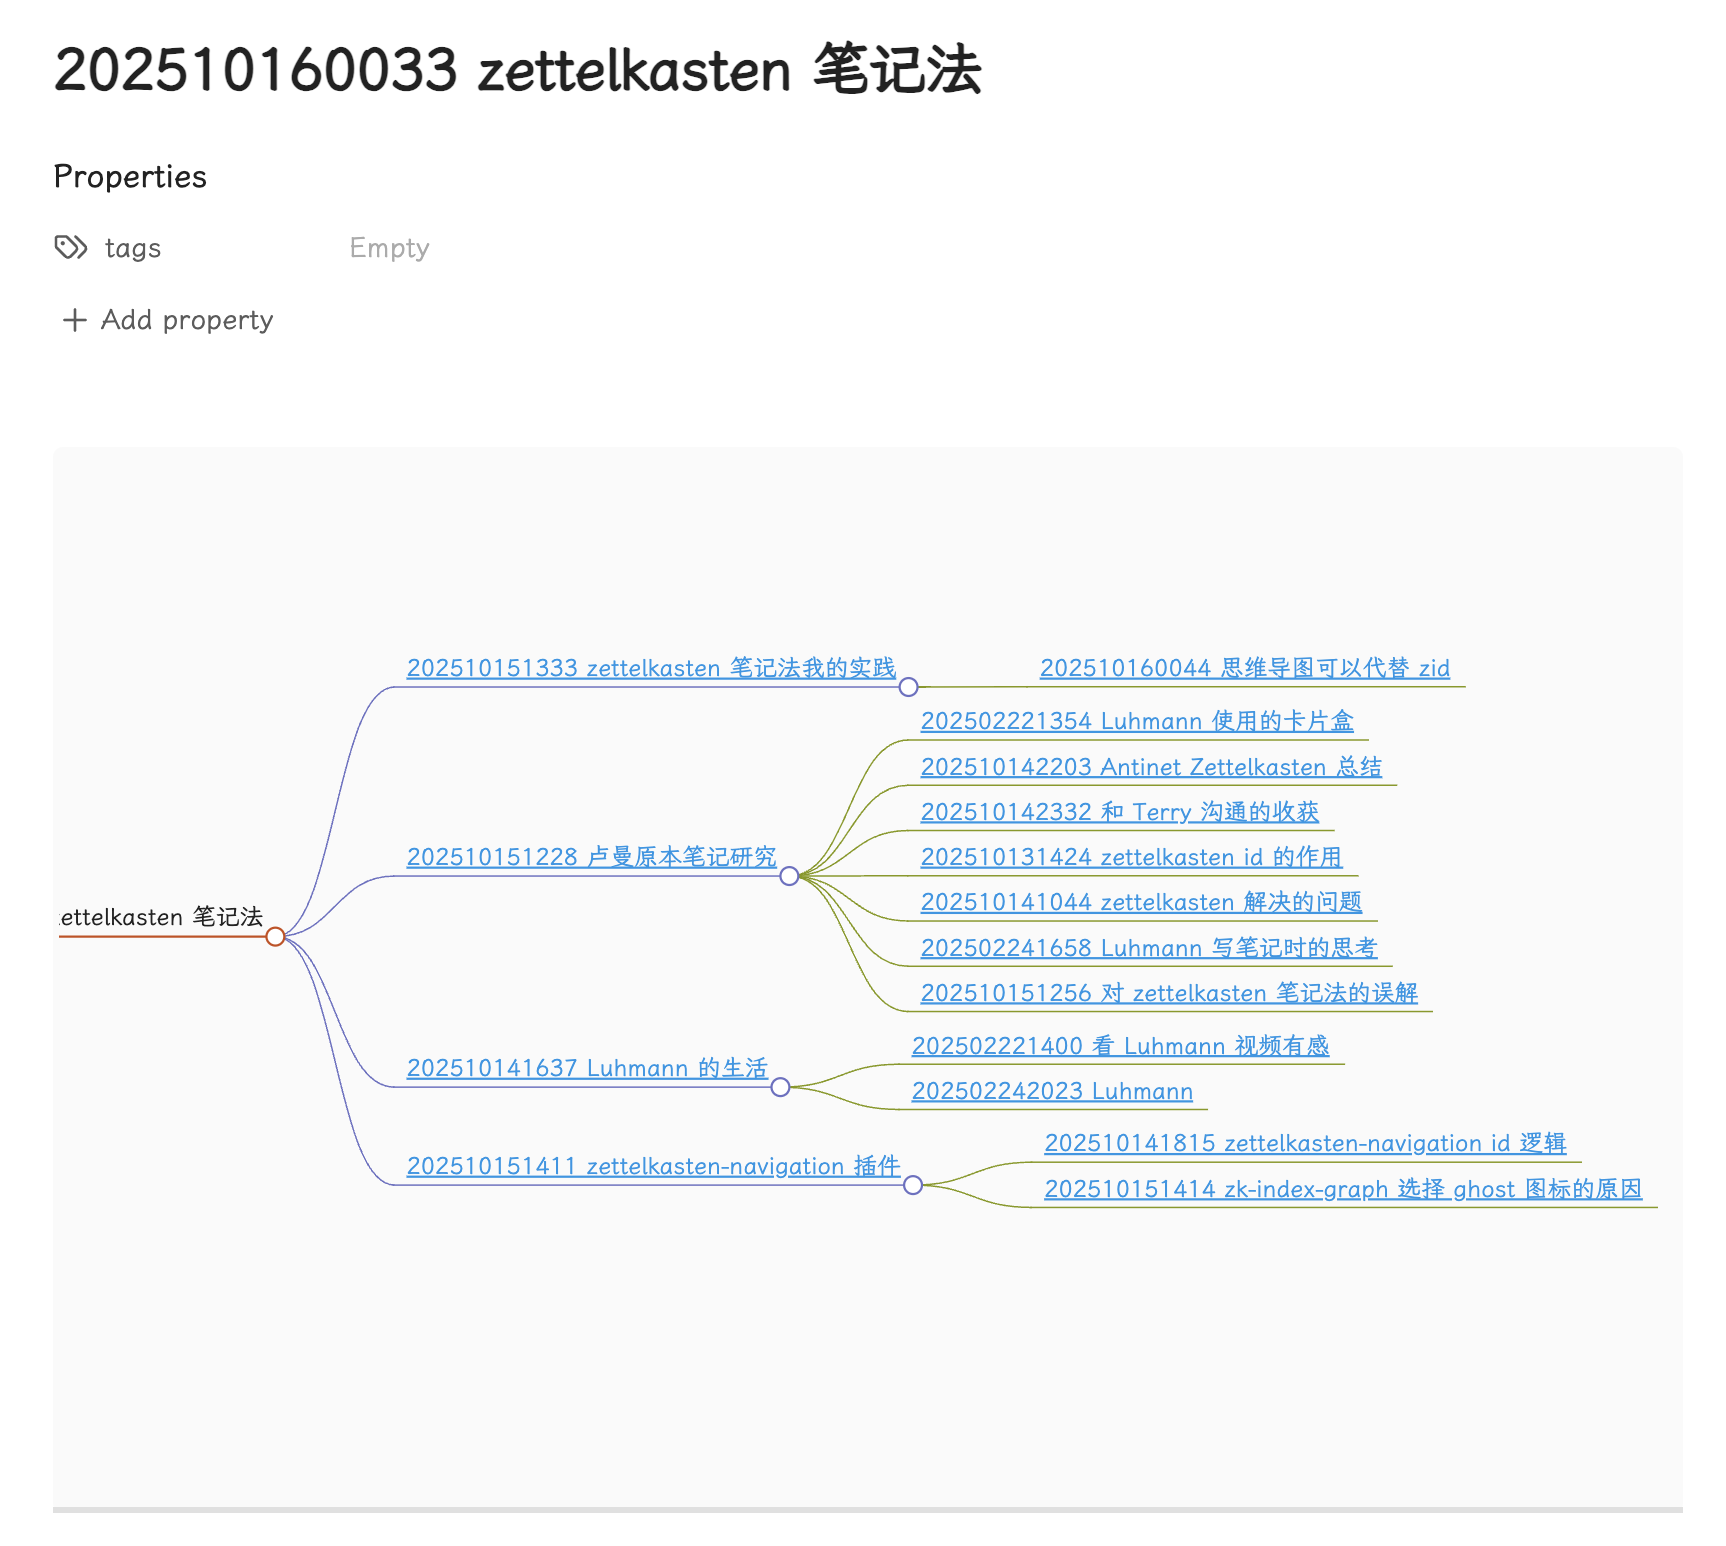 202510160033 zettelkasten 笔记法
Properties
tags Empty
Add property
202510151333 zettelkasten 笔记法我的实践
202510160044 思维导图可以代替 zid
202502221354 Luhmann 使用的卡片盒
202510142203 Antinet Zettelkasten 总结
202510142332 和 Terry 沟通的收获
202510151228 卢曼原本笔记研究
202510131424 zettelkasten id 的作用
202510141044 zettelkasten 解决的问题
ettelkasten 笔记法
202502241658 Luhmann 写笔记时的思考
202510151256 对 zettelkasten 笔记法的误解
202510141637 Luhmann 的生活
202502221400 看 Luhmann 视频有感
202502242023 Luhmann
202510151411 zettelkasten-navigation 插件
202510141815 zettelkasten-navigation id 逻辑
202510151414 zk-index-graph 选择 ghost 图标的原因